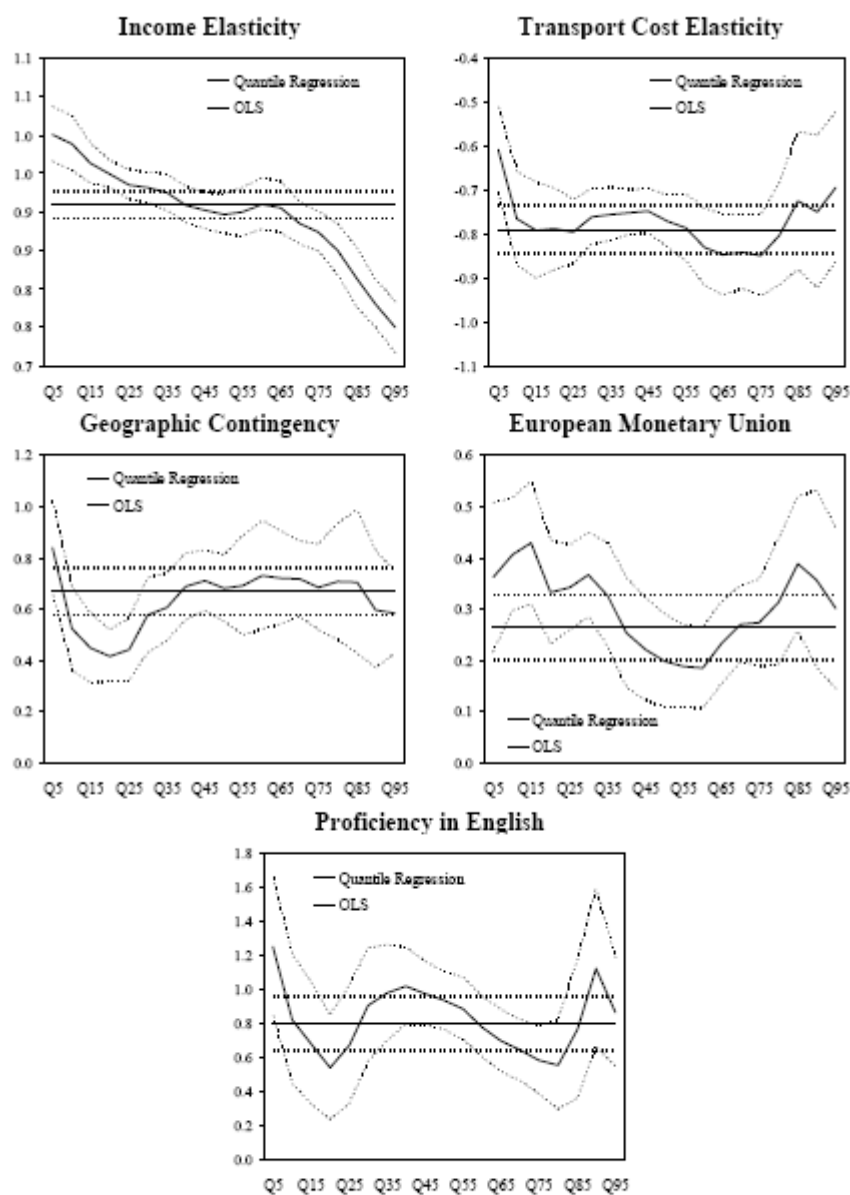 Income Elasticity
1.1
1.1
1.0
1.0
0.9
0.9
0.8
0.8
0.7
Quantile Regression
OLS
Q5 Q15 Q25 Q35 Q45 Q55 Q65 Q75 Q85 Q95
Transport Cost Elasticity
-0.4
-0.5
-0.6
-0.7
-0.8
-0.9
-1.0
-1.1
Quantile Regression
OLS
Q5 Q15 Q25 Q35 Q45 Q55 Q65 Q75 Q85 Q95
Geographic Contingency
1.2
1.0
0.8
0.6
0.4
0.2
0.0
Quantile Regression
OLS
Q5 Q15 Q25 Q35 Q45 Q55 Q65 Q75 Q85 Q95
European Monetary Union
0.6
0.5
0.4
0.3
0.2
0.1
0.0
Quantile Regression
OLS
Q5 Q15 Q25 Q35 Q45 Q55 Q65 Q75 Q85 Q95
Proficiency in English
1.8
1.6
1.4
1.2
1.0
0.8
0.6
0.4
0.2
0.0
Quantile Regression
OLS
Q5 Q15 Q25 Q35 Q45 Q55 Q65 Q75 Q85 Q95